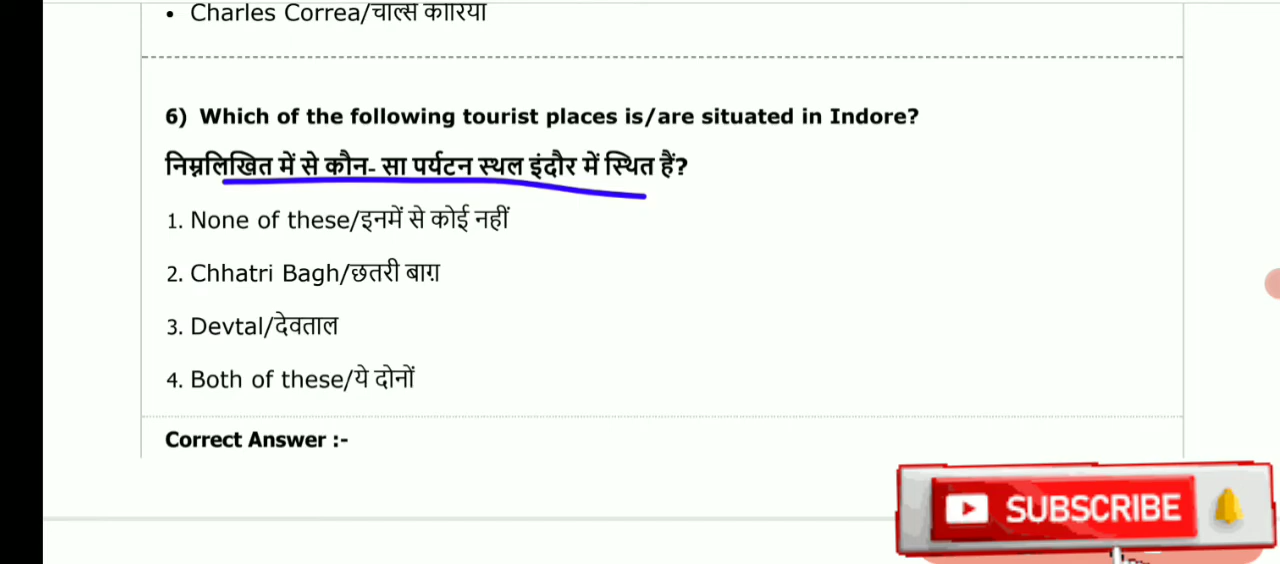 • Charles Correa/चार्ल्स कोरिया
6) Which of the following tourist places is/are situated in Indore?
निम्नलिखित में से कौन- सा पर्यटन स्थल इंदौर में स्थित हैं?
1. None of these/इनमें से कोई नहीं
2. Chhatri Bagh/छतरी बाग़
3. Devtal/देवताल
4. Both of these/ये दोनों
Correct Answer :-
SUBSCRIBE